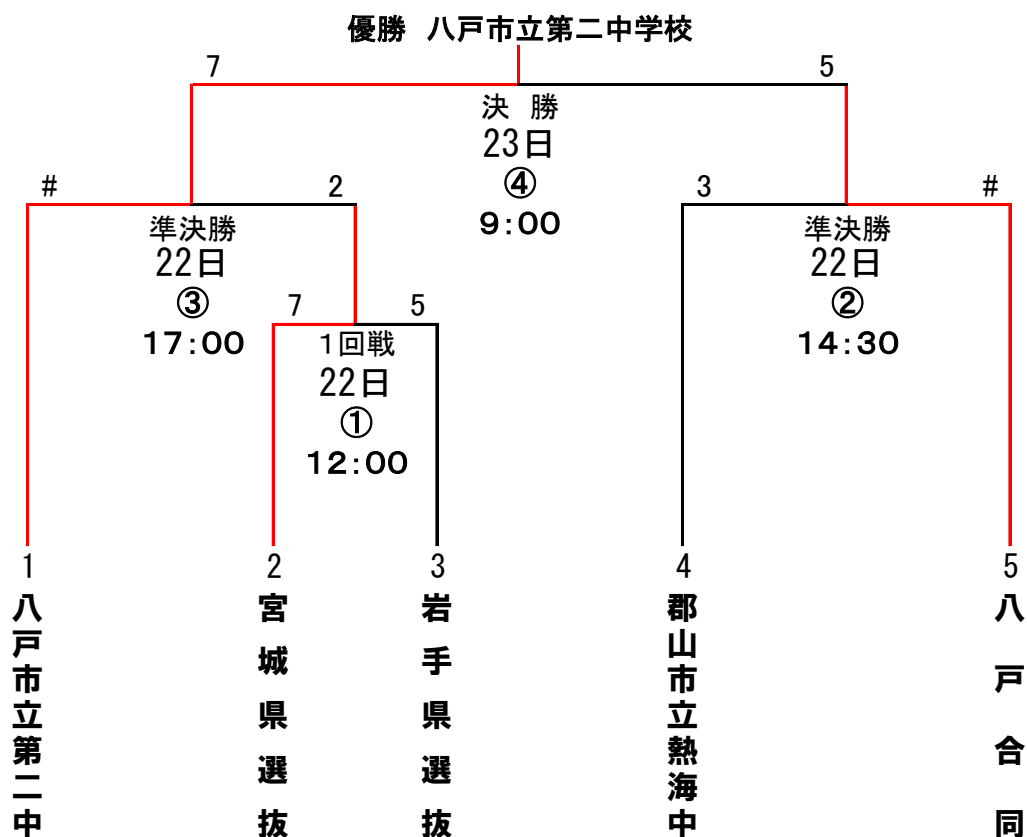 優勝 八戸市立第二中学校
7
5
決 勝
23日
④
9:00
#
2
3
#
準決勝
22日
③
17:00
準決勝
22日
②
14:30
7
5
1回戦
22日
①
12:00
1
2
3
4
5
八戸市立第二中
宮城県選抜
岩手県選抜
郡山市立熱海中
八戸合同